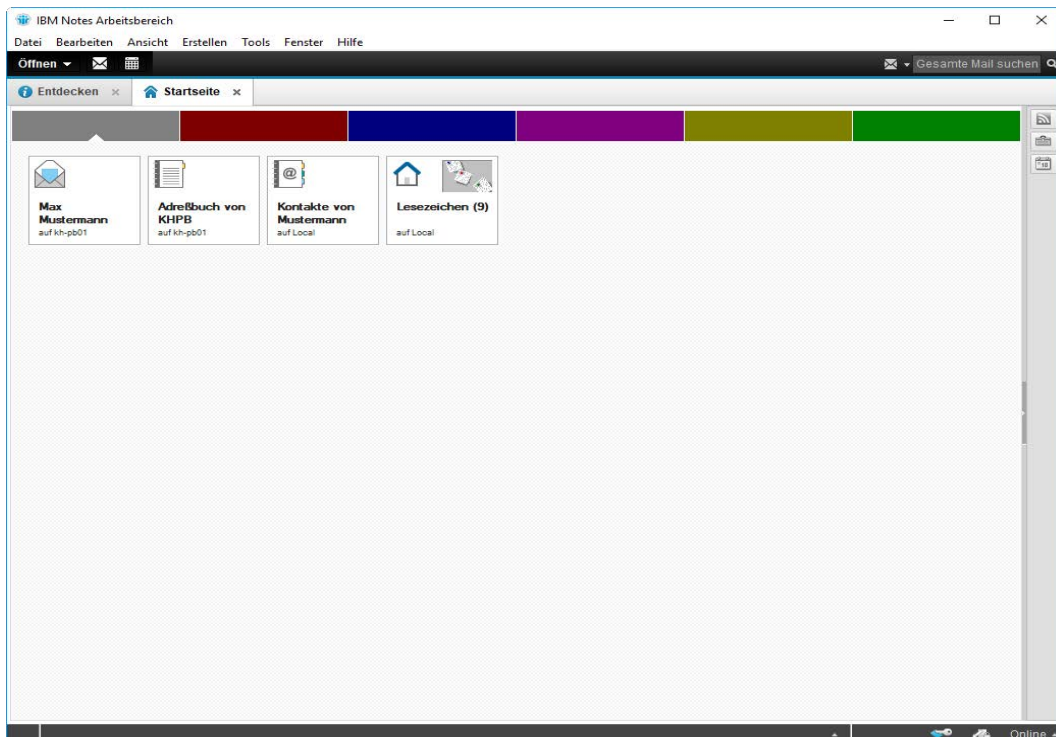 IBM Notes Arbeitsbereich
Datei Bearbeiten Ansicht Erstellen Tools Fenster Hilfe
Öffnen Gesamte Mail suchen
Entdecken Startseite
Max
Mustermann
auf kh-pb01
Adreßbuch von
KHPB
auf kh-pb01
Kontakte von
Mustermann
auf Local
Lesezeichen (9)
auf Local
Online